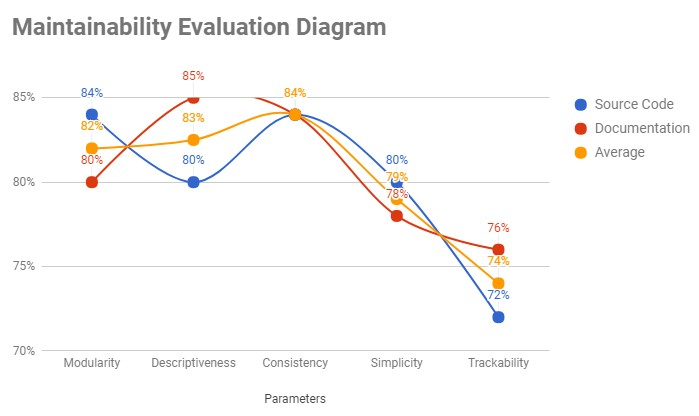 Maintainability Evaluation Diagram
85%
84%
84%
85%
83%
82%
80%
80%
80%
80%
79%
78%
76%
75%
74%
72%
70%
Modularity
Descriptiveness
Consistency
Simplicity
Trackability
Parameters
Source Code
Documentation
Average